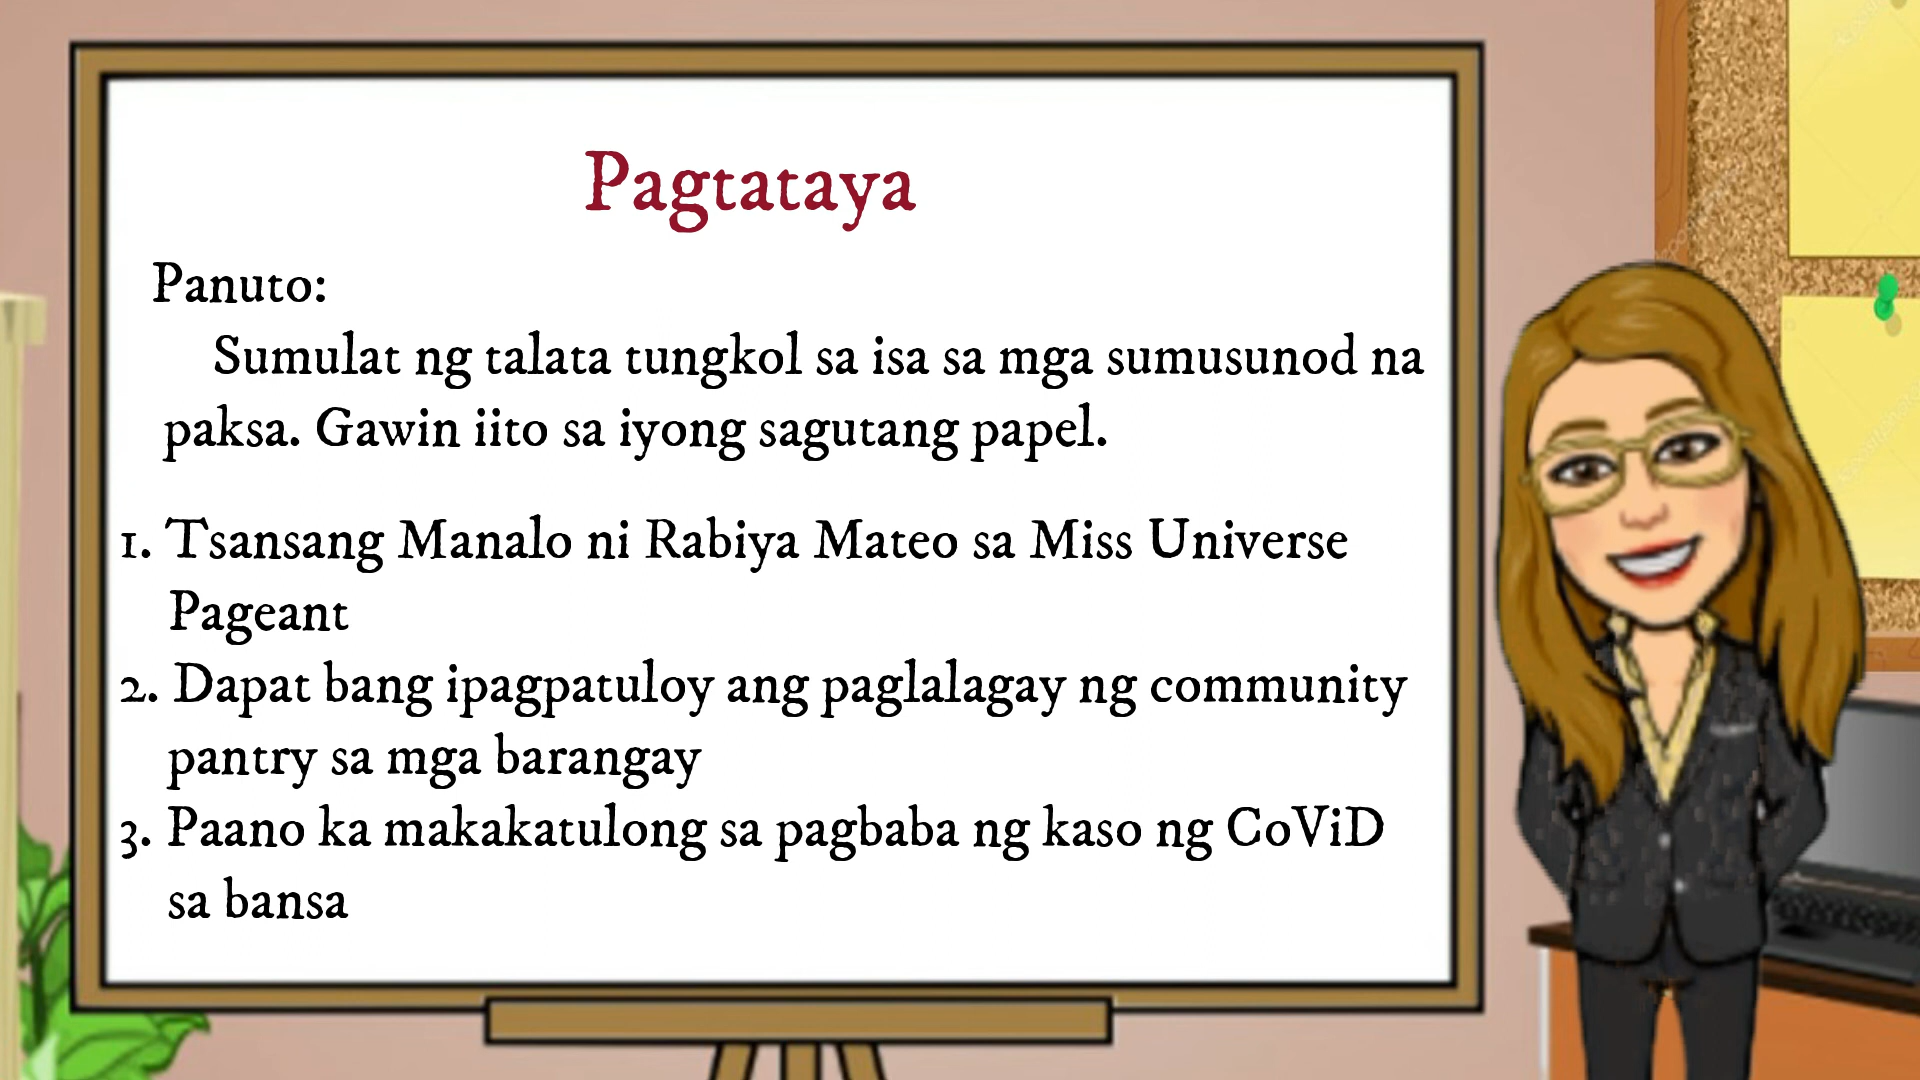 Pagtataya
Panuto:
Sumulat ng talata tungkol sa isa sa mga sumusunod na
paksa. Gawin iito sa iyong sagutang papel.
1. Tsansang Manalo ni Rabiya Mateo sa Miss Universe
Pageant
2. Dapat bang ipagpatuloy ang paglalagay ng community
pantry sa mga barangay
3. Paano ka makakatulong sa pagbaba ng kaso ng CoViD
sa bansa